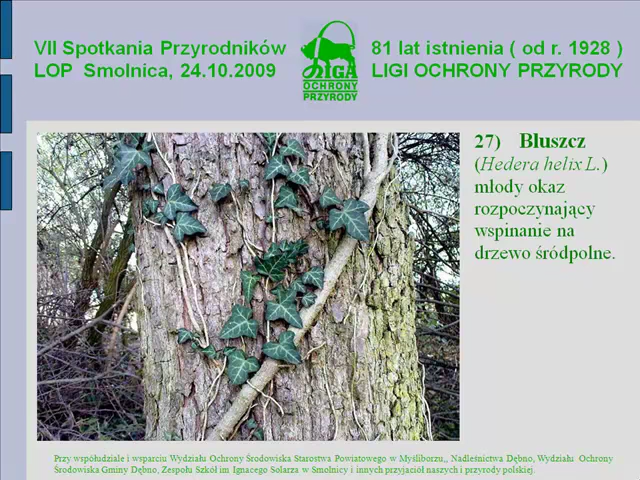 VII Spotkania Przyrodników
LOP Smolnica, 24.10.2009
LIGA
OCHRONY
PRZYRODY
81 lat istnienia ( od r. 1928 )
LIGI OCHRONY PRZYRODY
27) Bluszcz
(Hedera helix L.)
młody okaz
rozpoczynający
wspinanie na
drzewo śródpolne.
Przy współudziale i wsparciu Wydziału Ochrony Środowiska Starostwa Powiatowego w Myśliborzu,, Nadleśnictwa Dębno, Wydziału Ochrony
Środowiska Gminy Dębno, Zespołu Szkół im Ignacego Solarza w Smolnicy i innych przyjaciół naszych i przyrody polskiej.